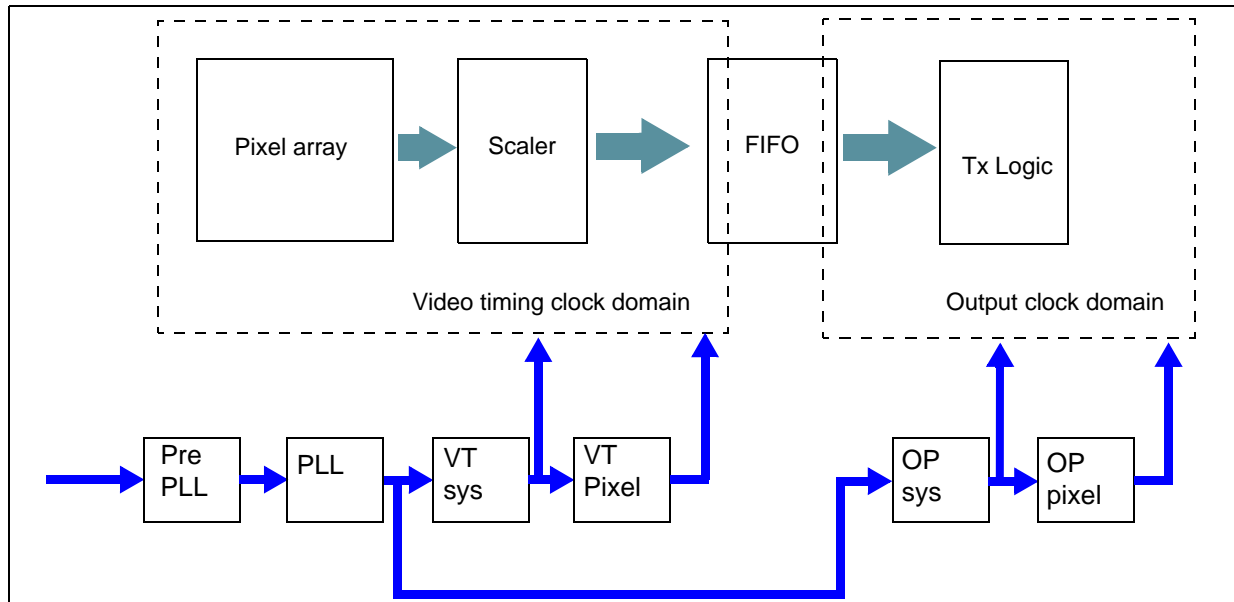 Pixel array
Scaler
FIFO
Tx Logic
Video timing clock domain
Output clock domain
Pre
PLL
PLL
VT
sys
VT
Pixel
OP
sys
OP
pixel